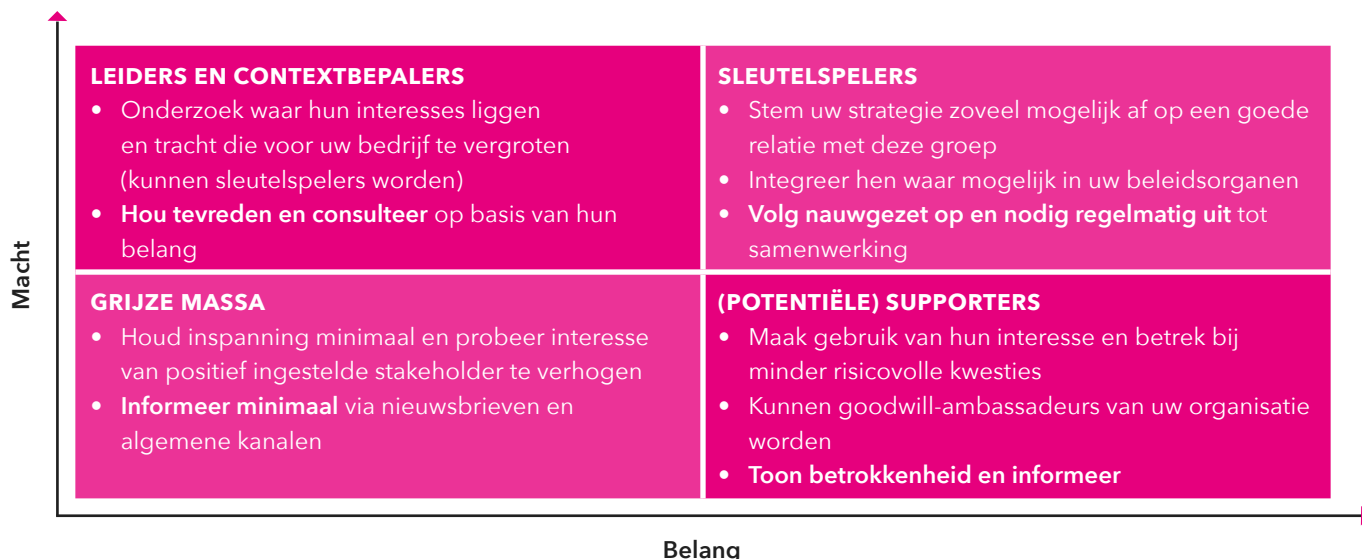 Macht
LEIDERS EN CONTEXTBEPALERS
• Onderzoek waar hun interesses liggen
en tracht die voor uw bedrijf te vergroten
(kunnen sleutelspelers worden)
• Hou tevreden en consulteer op basis van hun
belang
SLEUTELSPELERS
• Stem uw strategie zoveel mogelijk af op een goede
relatie met deze groep
• Integreer hen waar mogelijk in uw beleidsorganen
• Volg nauwgezet op en nodig regelmatig uit tot
samenwerking
GRIJZE MASSA
• Houd inspanning minimaal en probeer interesse
van positief ingestelde stakeholder te verhogen
• Informeer minimaal via nieuwsbrieven en
algemene kanalen
(POTENTIËLE) SUPPORTERS
• Maak gebruik van hun interesse en betrek bij
minder risicovolle kwesties
• Kunnen goodwill-ambassadeurs van uw organisatie
worden
• Toon betrokkenheid en informeer
Belang